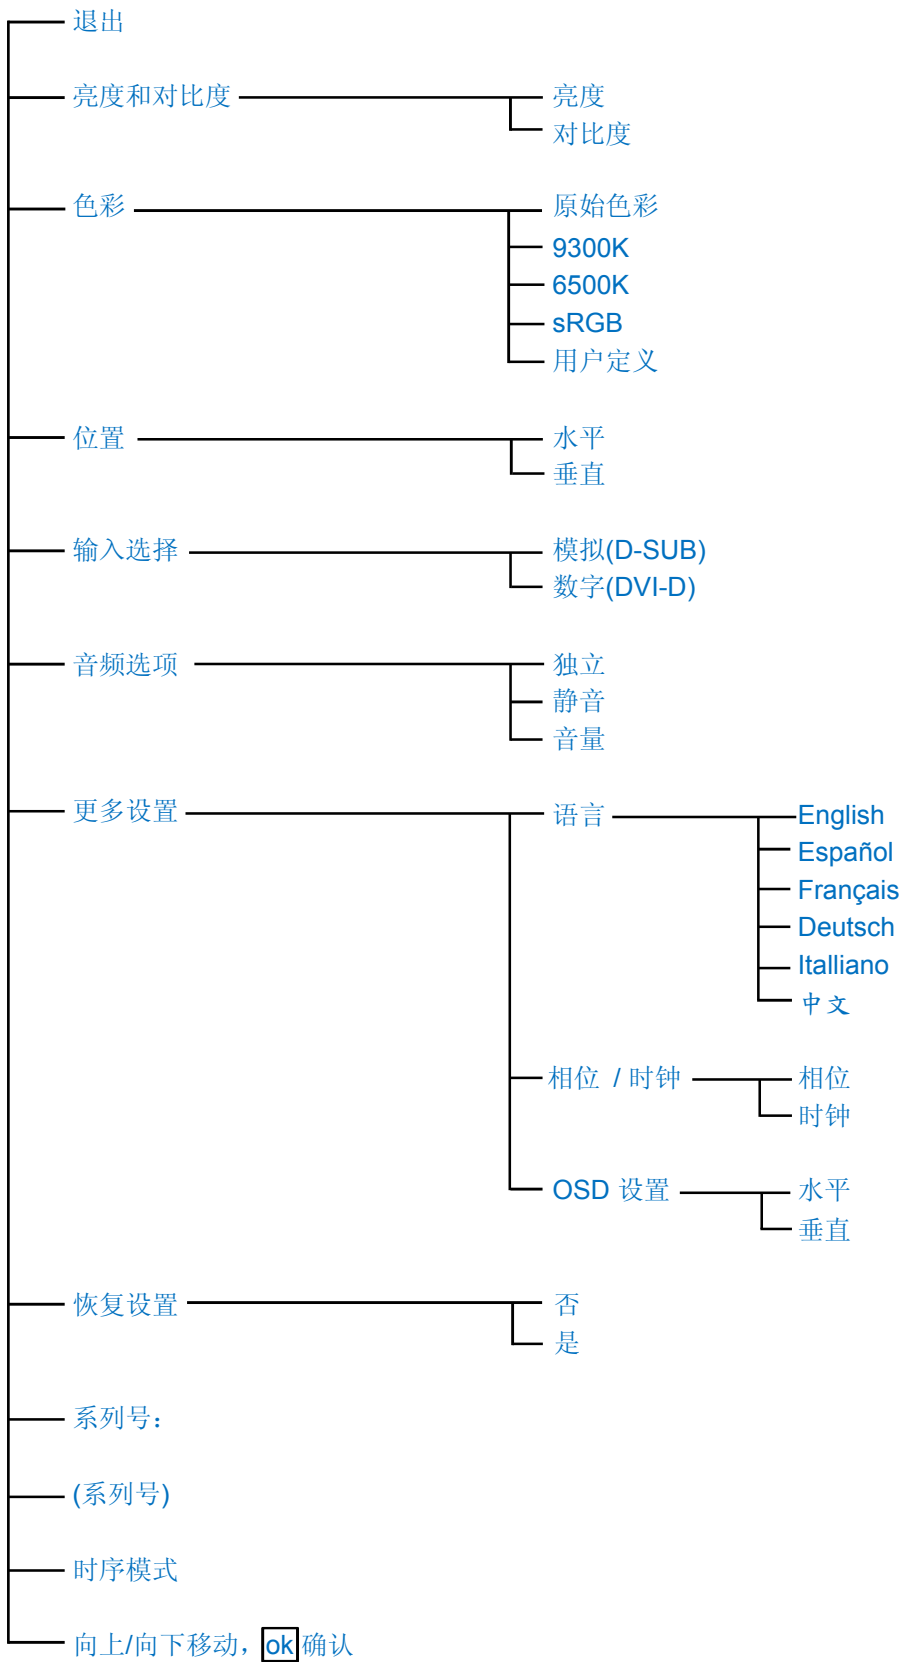 退出
亮度和对比度 亮度
对比度
色彩 原始色彩
9300K
6500K
sRGB
用户定义
位置 水平
垂直
输入选择 模拟(D-SUB)
数字(DVI-D)
音频选项 独立
静音
音量
更多设置 语言 English
Español
Français
Deutsch
Italliano
中文
相位 / 时钟 相位
时钟
OSD 设置 水平
垂直
恢复设置 否
是
系列号:
(系列号)
时序模式
向上/向下移动，ok确认